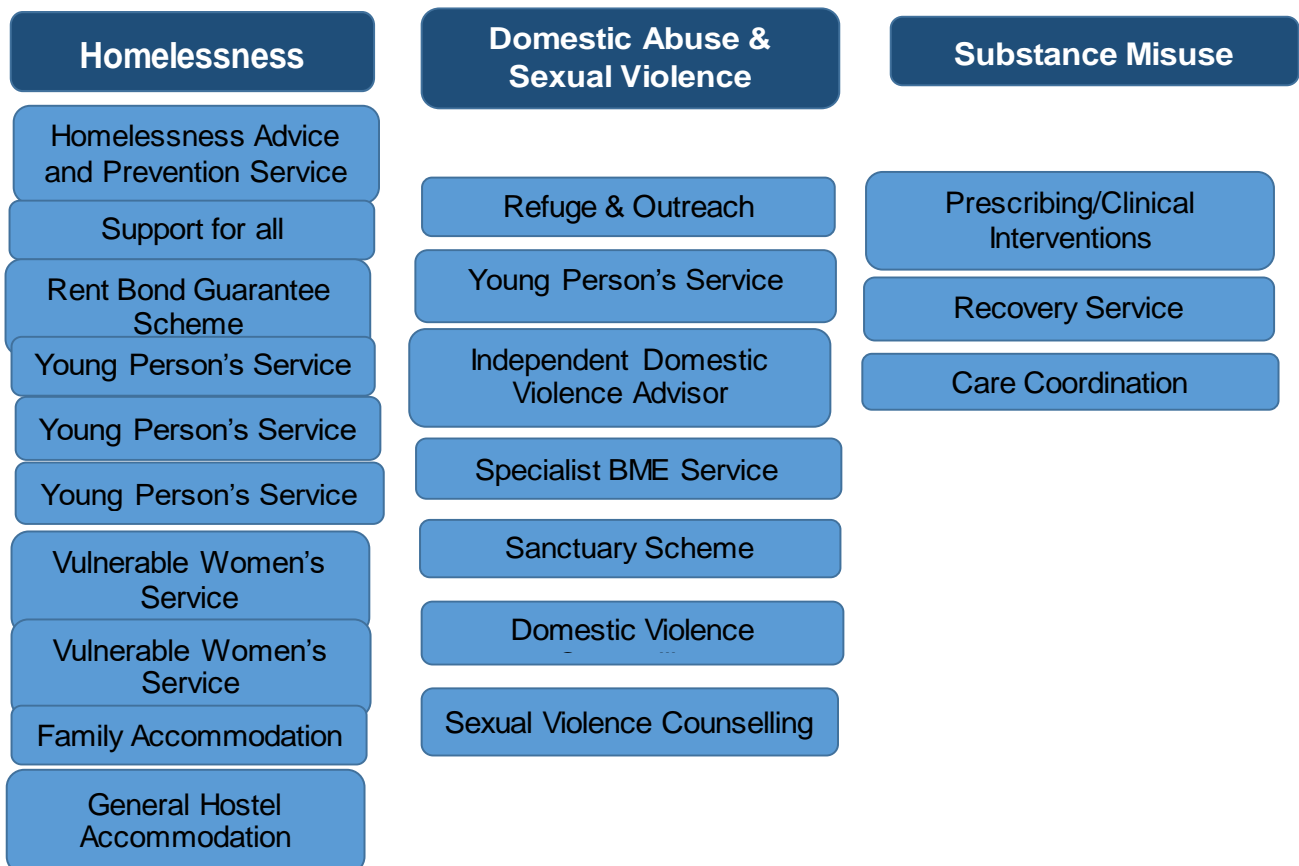 Homelessness
Homelessness Advice
and Prevention Service
Support for all
Rent Bond Guarantee
Scheme
Young Person’s Service
Young Person’s Service
Young Person’s Service
Vulnerable Women’s
Service
Vulnerable Women’s
Service
Family Accommodation
General Hostel
Accommodation
Domestic Abuse &
Sexual Violence
Refuge & Outreach
Young Person’s Service
Independent Domestic
Violence Advisor
Specialist BME Service
Sanctuary Scheme
Domestic Violence
Sexual Violence Counselling
Substance Misuse
Prescribing/Clinical
Interventions
Recovery Service
Care Coordination